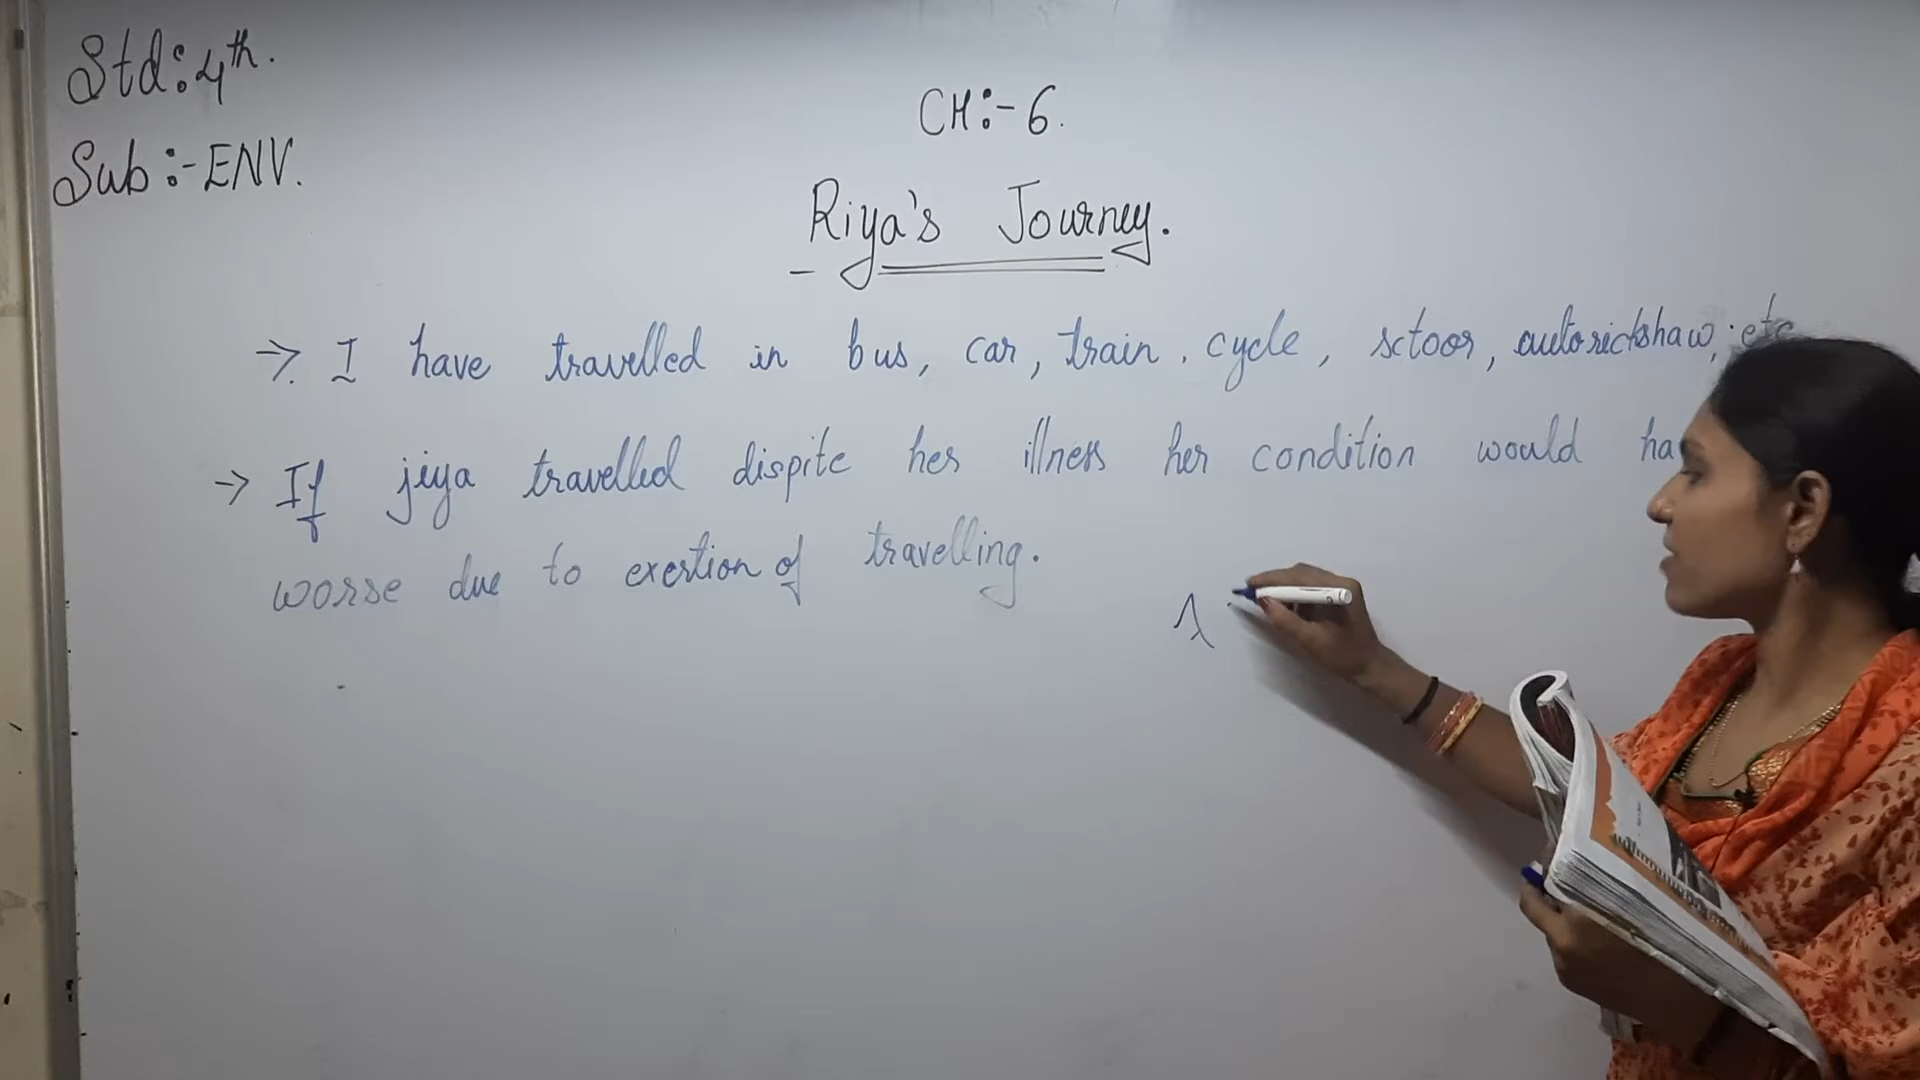 Std:4th.
Sub:-ENV.
CH:-6.
Riya's Journey.
→ I have travelled in bus, car, train, cycle, sctoor, autorickshaw, etc
→ If jiya travelled dispite her illness her condition would ha
worse due to exertion of travelling.